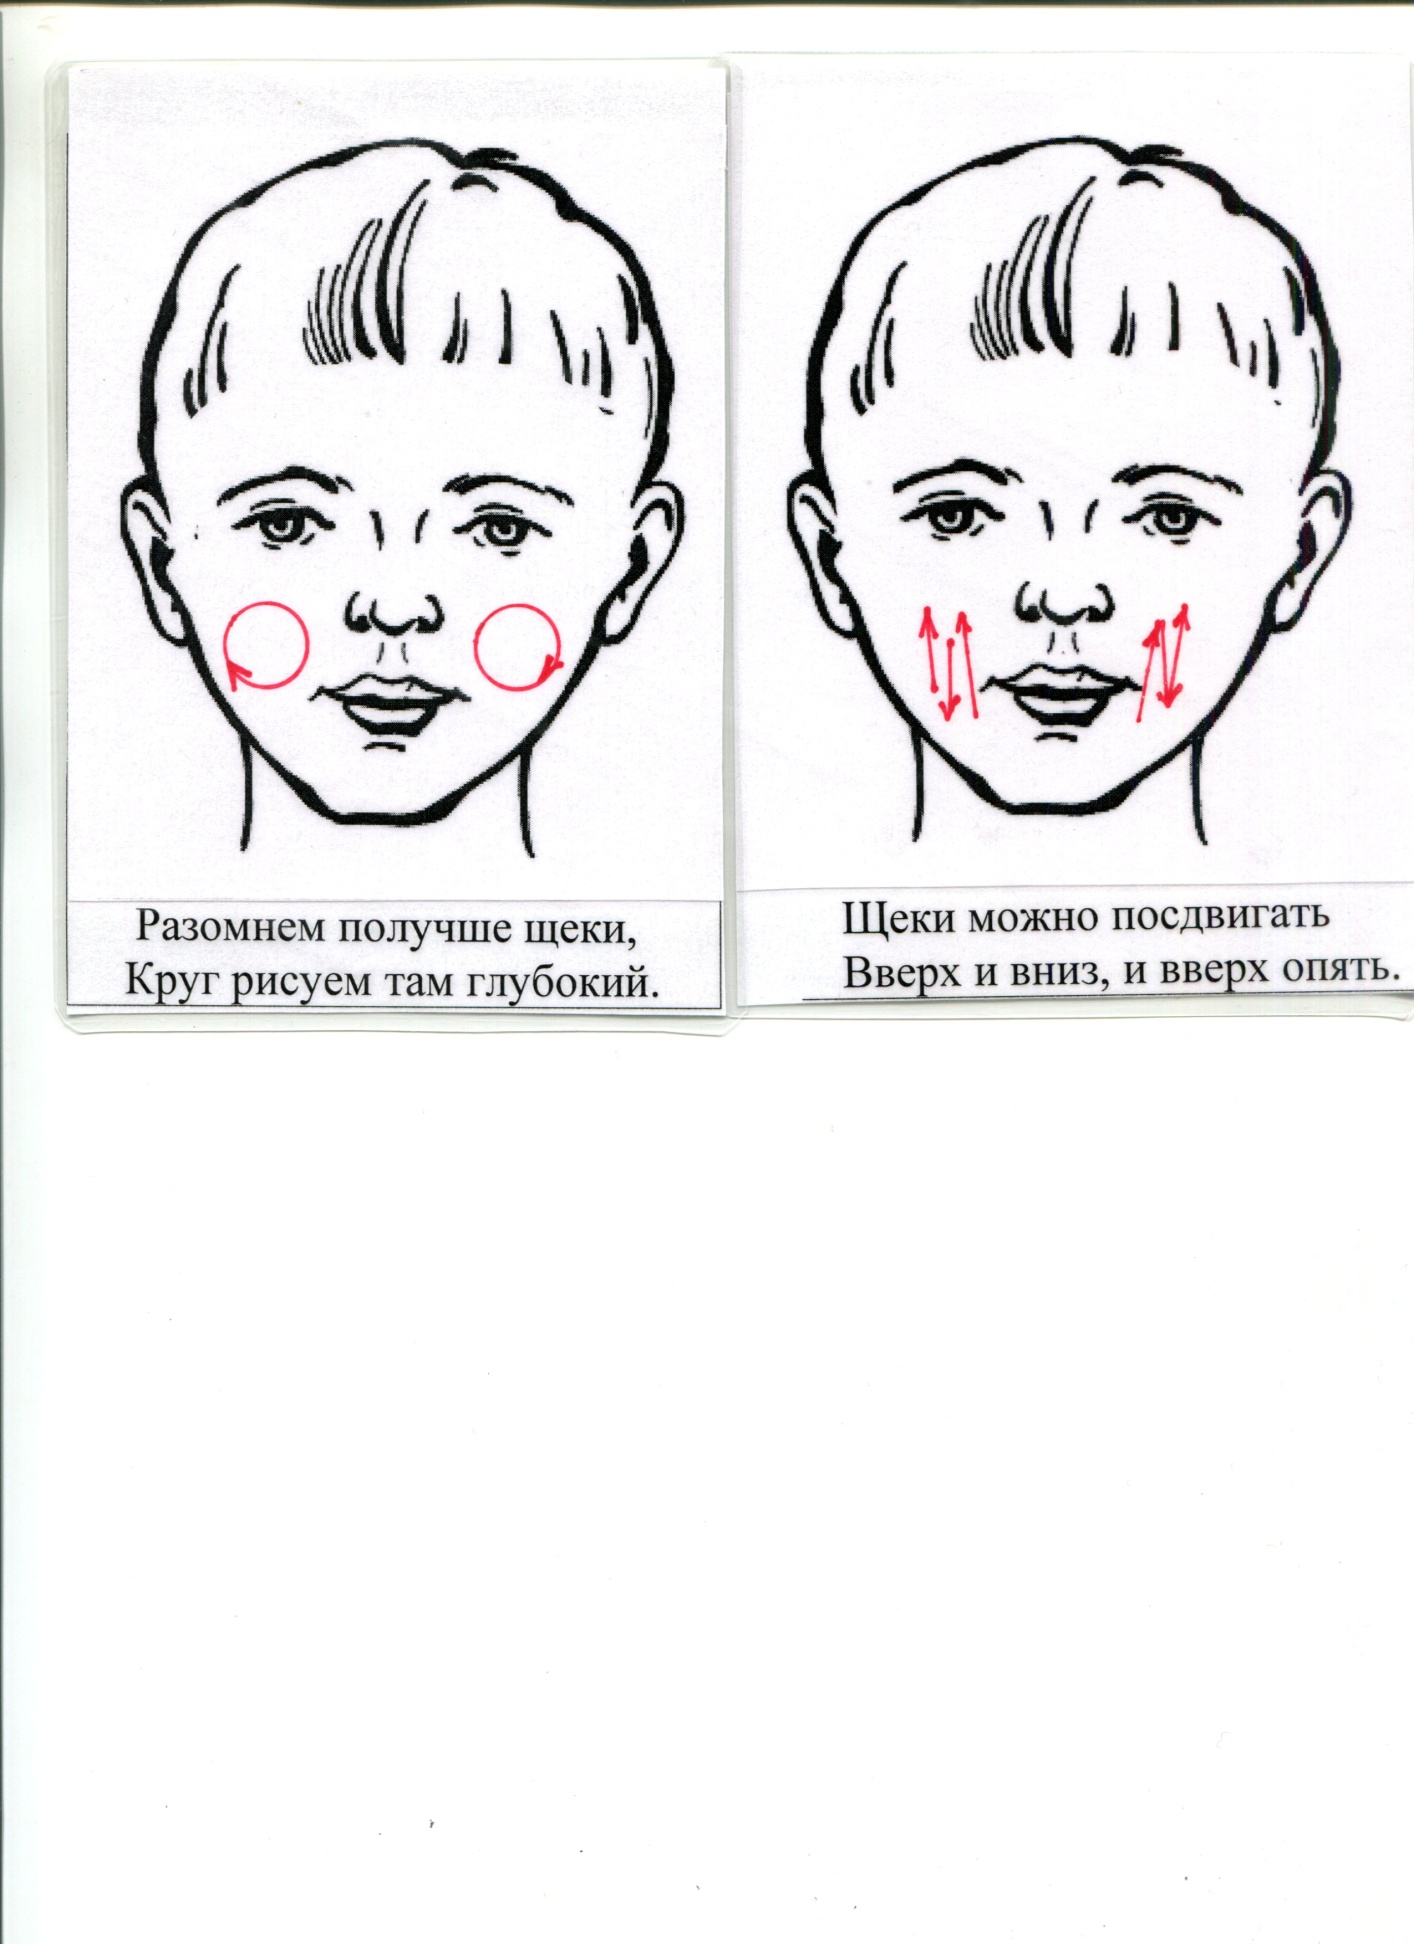 Разомнем получше щеки,
Круг рисуем там глубокий.
Щеки можно посдвигать
Вверх и вниз, и вверх опять.